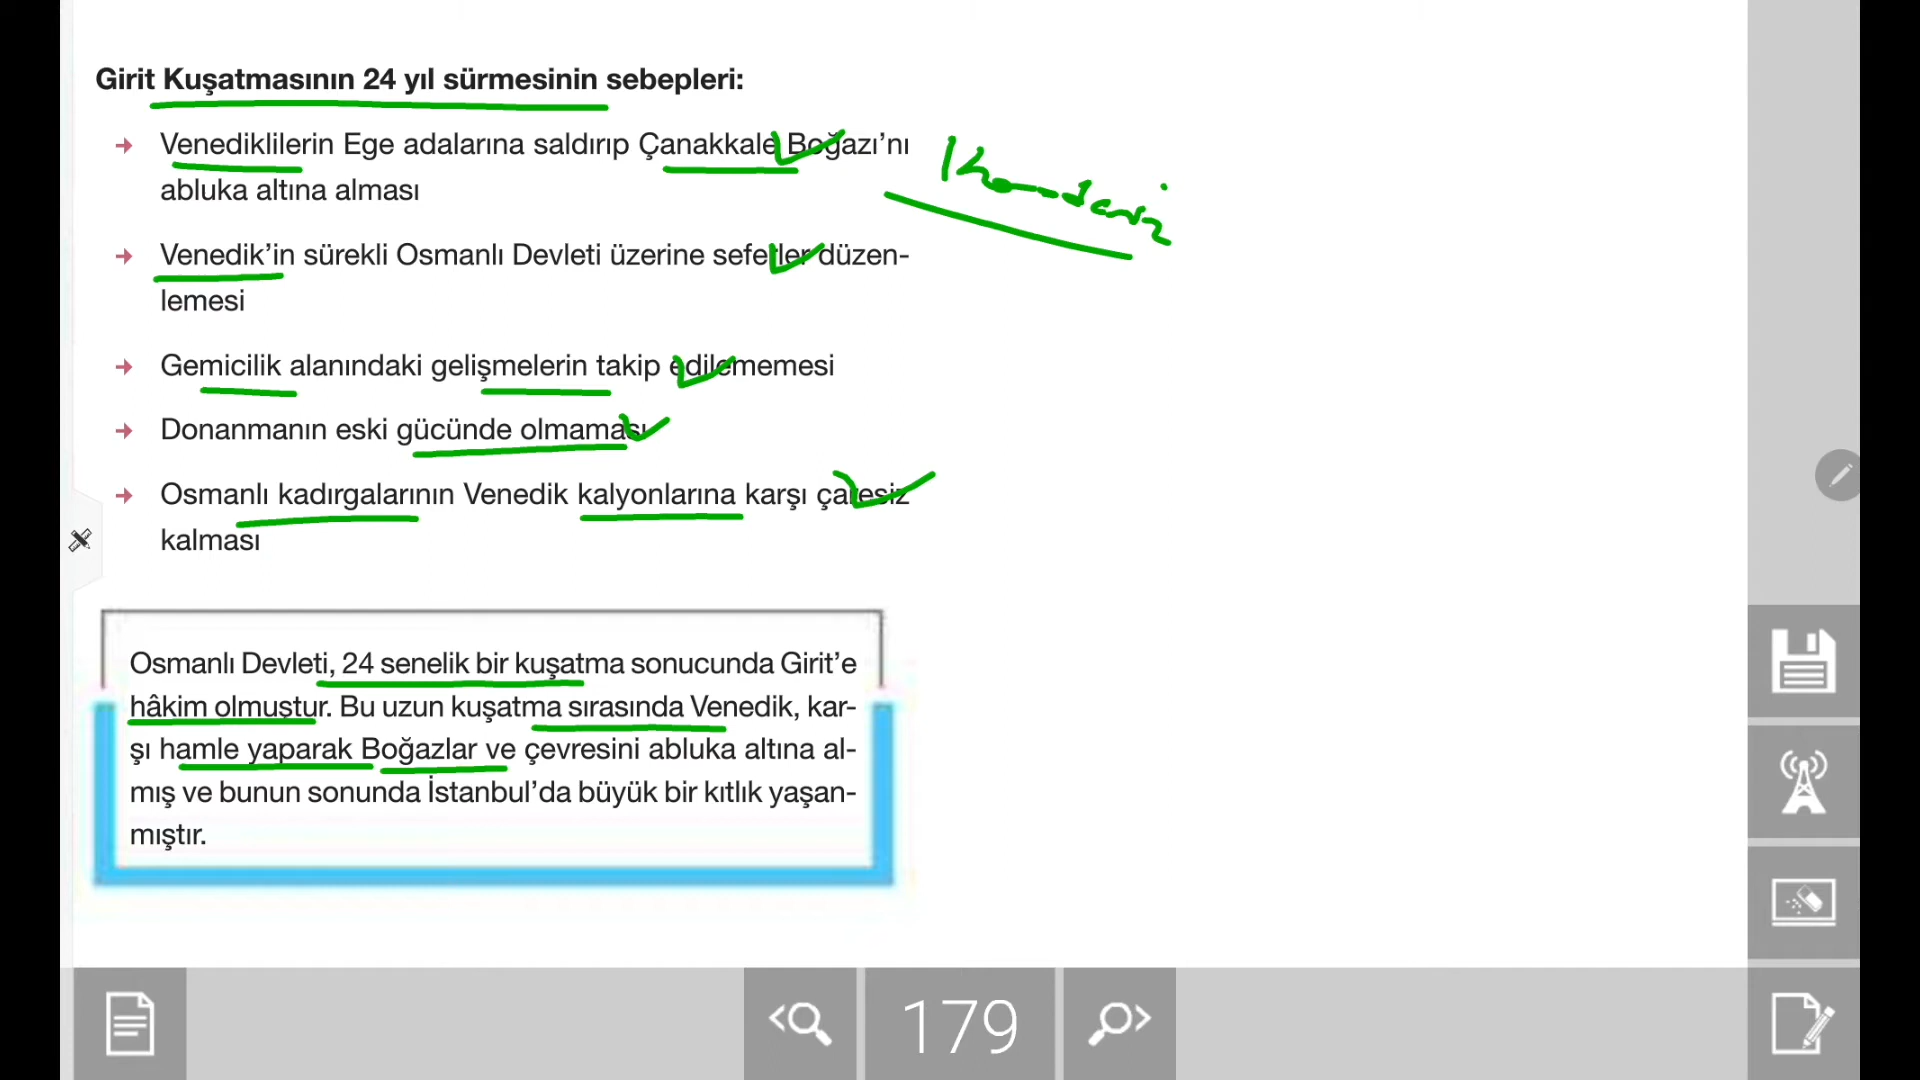 Girit Kuşatmasının 24 yıl sürmesinin sebepleri:
→ Venediklilerin Ege adalarına saldırıp Çanakkale Boğazı’nı
abluka altına alması
→ Venedik’in sürekli Osmanlı Devleti üzerine seferler düzen-
lemesi
→ Gemicilik alanındaki gelişmelerin takip edilememesi
→ Donanmanın eski gücünde olmaması
→ Osmanlı kadırgalarının Venedik kalyonlarına karşı çaresiz
kalması
Osmanlı Devleti, 24 senelik bir kuşatma sonucunda Girit’e
hâkim olmuştur. Bu uzun kuşatma sırasında Venedik, kar-
şı hamle yaparak Boğazlar ve çevresini abluka altına al-
mış ve bunun sonunda İstanbul’da büyük bir kıtlık yaşan-
mıştır.
179